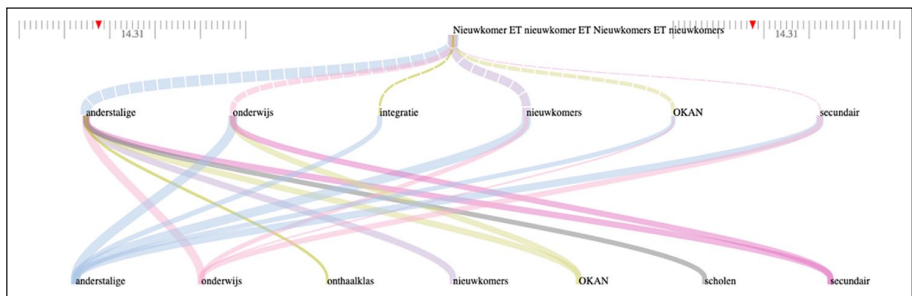 Nieuwkomer ET nieuwkomer ET Nieuwkomers ET nieuwkomers
14.31 14.31
anderstalige onderwijs integratie nieuwkomers OKAN secundair
anderstalige onderwijs onthaalklas nieuwkomers OKAN scholen secundair